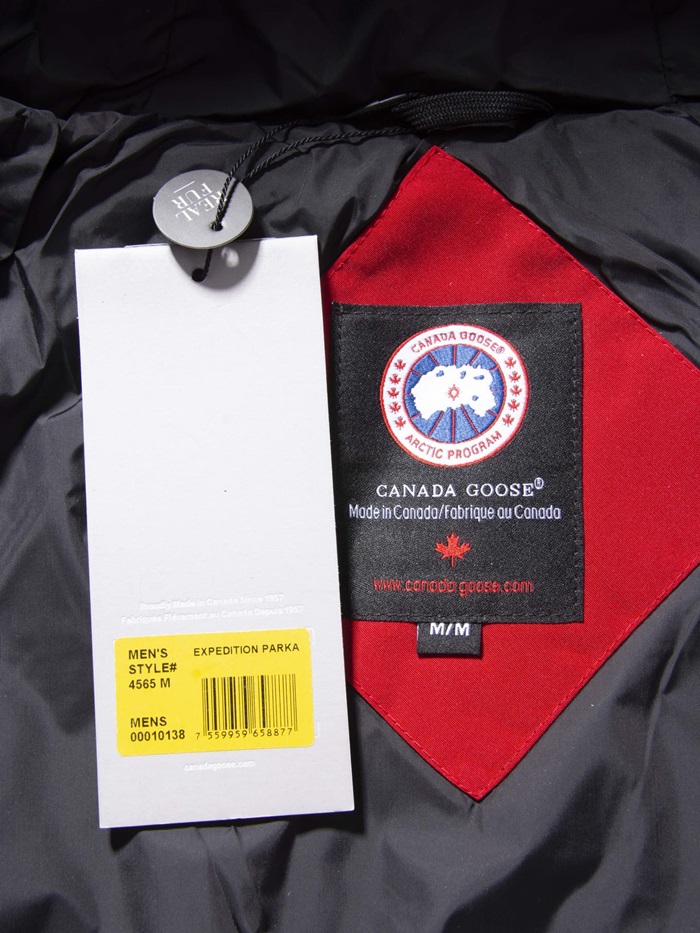 REAL
FUR
Proudly Made in Canada Since 1957
Fabriqués Fièrement au Canada Depuis 1957
MEN'S
STYLE#
4565 M
EXPEDITION PARKA
MENS
00010138
7 559959 658877
canadagoose.com
CANADA GOOSE®
ARCTIC PROGRAM
CANADA GOOSE®
Made in Canada/Fabriqué au Canada
www.canada-goose.com
M/M